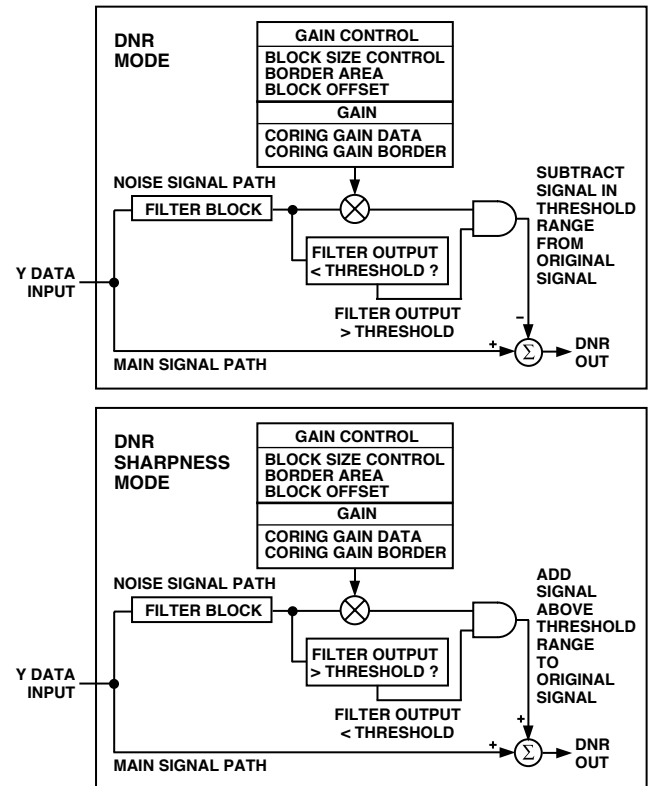 DNR
MODE
GAIN CONTROL
BLOCK SIZE CONTROL
BORDER AREA
BLOCK OFFSET
GAIN
CORING GAIN DATA
CORING GAIN BORDER
NOISE SIGNAL PATH
FILTER BLOCK
FILTER OUTPUT
< THRESHOLD ?
FILTER OUTPUT
> THRESHOLD
SUBTRACT
SIGNAL IN
THRESHOLD
RANGE
FROM
ORIGINAL
SIGNAL
Y DATA
INPUT
MAIN SIGNAL PATH
–
+
Σ
DNR
OUT
DNR
SHARPNESS
MODE
GAIN CONTROL
BLOCK SIZE CONTROL
BORDER AREA
BLOCK OFFSET
GAIN
CORING GAIN DATA
CORING GAIN BORDER
NOISE SIGNAL PATH
FILTER BLOCK
FILTER OUTPUT
> THRESHOLD ?
FILTER OUTPUT
< THRESHOLD
ADD
SIGNAL
ABOVE
THRESHOLD
RANGE
TO
ORIGINAL
SIGNAL
Y DATA
INPUT
MAIN SIGNAL PATH
+
+
Σ
DNR
OUT